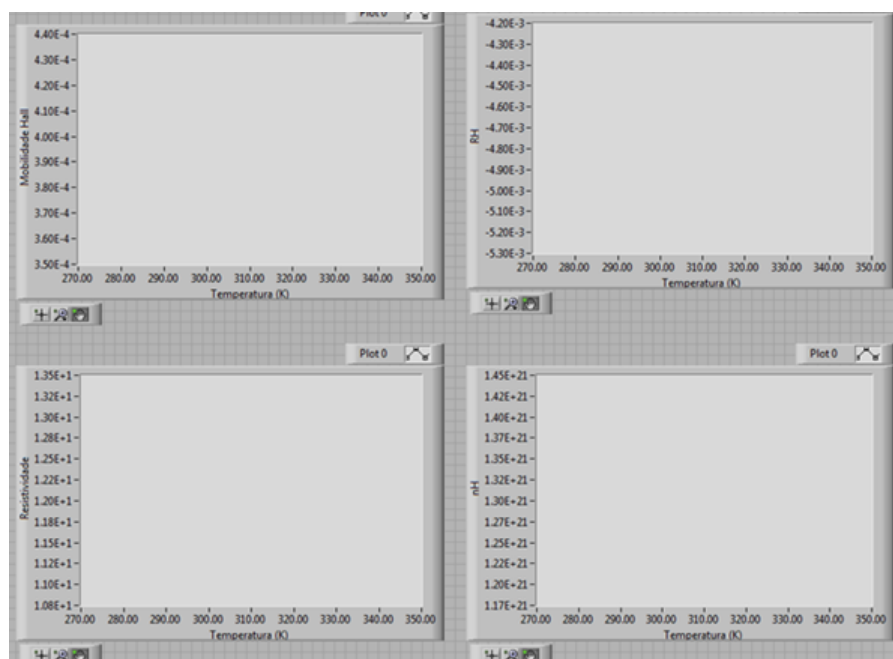 Plot 0
4.40E-4
4.30E-4
4.20E-4
4.10E-4
4.00E-4
3.90E-4
3.80E-4
3.70E-4
3.60E-4
3.50E-4
Mobilidade Hall
270.00 280.00 290.00 300.00 310.00 320.00 330.00 340.00 350.00
Temperatura (K)
-4.20E-3
-4.30E-3
-4.40E-3
-4.50E-3
-4.60E-3
-4.70E-3
-4.80E-3
-4.90E-3
-5.00E-3
-5.10E-3
-5.20E-3
-5.30E-3
RH
270.00 280.00 290.00 300.00 310.00 320.00 330.00 340.00 350.00
Temperatura (K)
Plot 0
1.35E+1
1.32E+1
1.30E+1
1.28E+1
1.25E+1
1.22E+1
1.20E+1
1.18E+1
1.15E+1
1.12E+1
1.10E+1
1.08E+1
Resistividade
270.00 280.00 290.00 300.00 310.00 320.00 330.00 340.00 350.00
Temperatura (K)
Plot 0
1.45E+21
1.42E+21
1.40E+21
1.37E+21
1.35E+21
1.32E+21
1.30E+21
1.27E+21
1.25E+21
1.22E+21
1.20E+21
1.17E+21
nH
270.00 280.00 290.00 300.00 310.00 320.00 330.00 340.00 350.00
Temperatura (K)